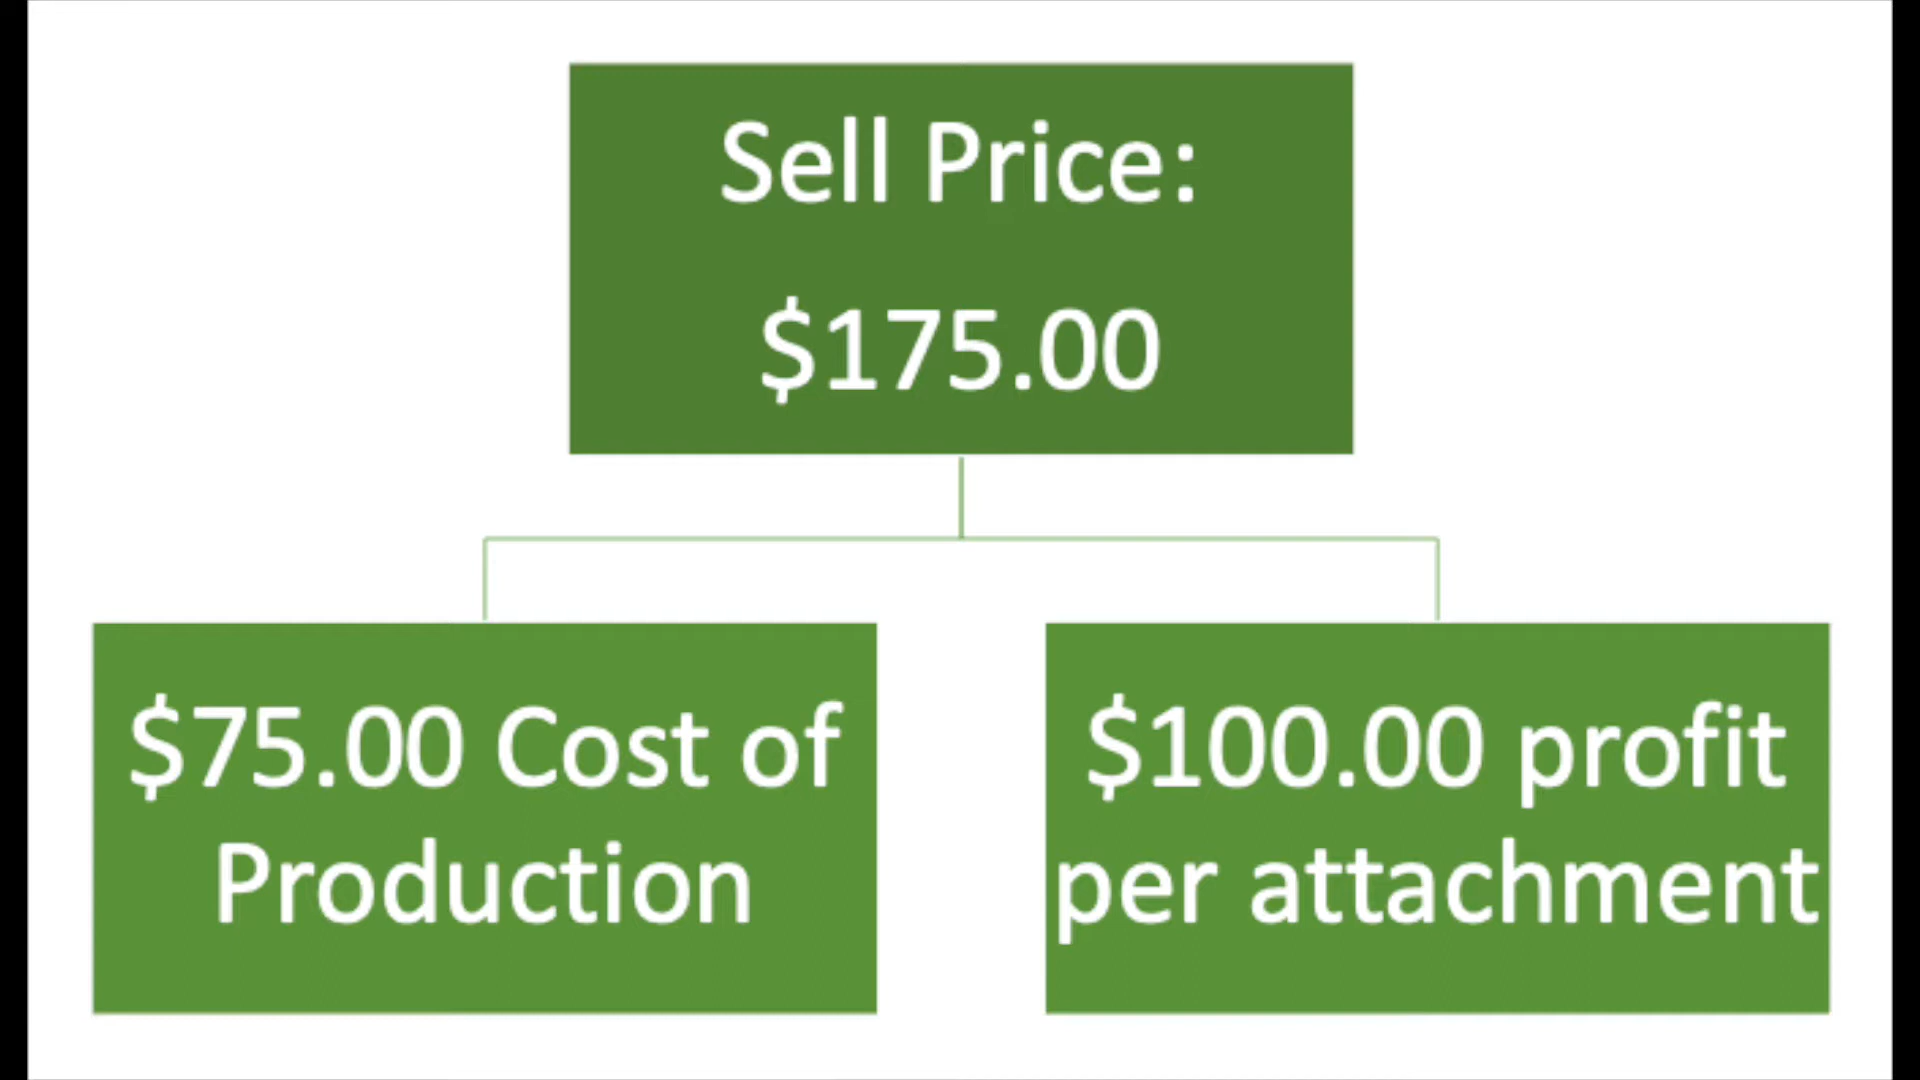 Sell Price:
$175.00
$75.00 Cost of
Production
$100.00 profit
per attachment